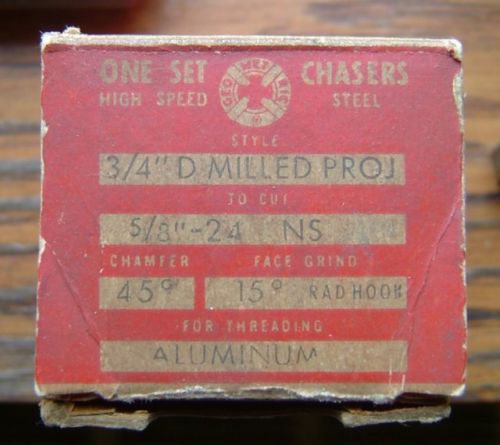 ONE SET CHASERS
HIGH SPEED STEEL
STYLE
3/4" D MILLED PROJ
TO CUT
5/8"-24 NS
CHAMFER FACE GRIND
45° 15° RAD HOOK
FOR THREADING
ALUMINUM